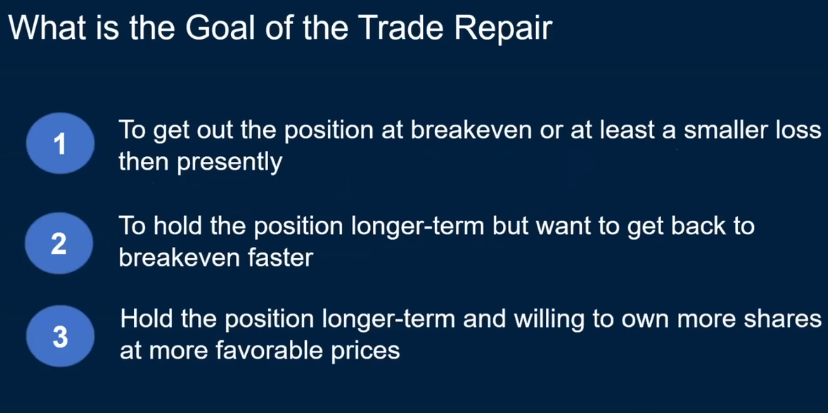 What is the Goal of the Trade Repair
1
To get out the position at breakeven or at least a smaller loss
then presently
2
To hold the position longer-term but want to get back to
breakeven faster
3
Hold the position longer-term and willing to own more shares
at more favorable prices